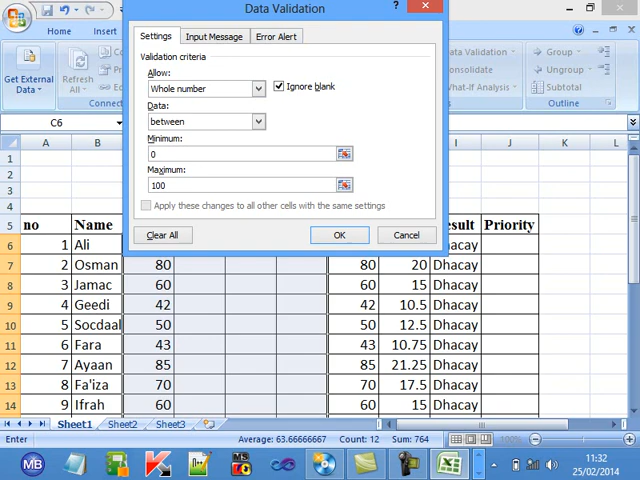 Data Validation
?
Home Insert
Settings Input Message Error Alert
Validation criteria
Allow:
Whole number
Ignore blank
Data:
between
Minimum:
0
Maximum:
100
Apply these changes to all other cells with the same settings
Clear All OK Cancel
Get External Data
Refresh All
Connect
Data Validation
Consolidate
What-If Analysis
Group
Ungroup
Subtotal
Outline
C6
A B I J K L
1
2
3
4
5 no Name sult Priority
6 1 Ali Dhacay
7 2 Osman 80 80 20 Dhacay
8 3 Jamac 60 60 15 Dhacay
9 4 Geedi 42 42 10.5 Dhacay
10 5 Socdaal 50 50 12.5 Dhacay
11 6 Fara 43 43 10.75 Dhacay
12 7 Ayaan 85 85 21.25 Dhacay
13 8 Fa'iza 70 70 17.5 Dhacay
14 9 Ifrah 60 60 15 Dhacay
Sheet1 Sheet2 Sheet3
Enter Average: 63.66666667 Count: 12 Sum: 764 100%
MB
MS
11:32
25/02/2014